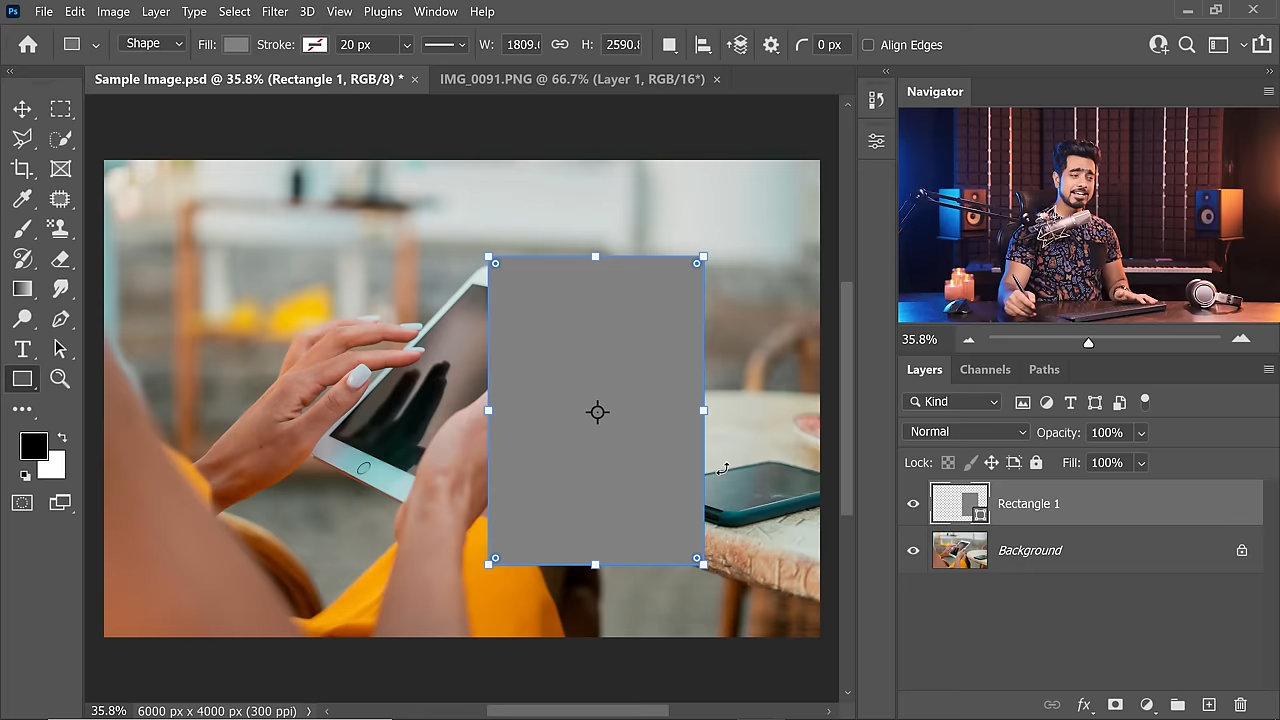 Ps File Edit Image Layer Type Select Filter 3D View Plugins Window Help
Shape Fill: Stroke: 20 px W: 1809.( H: 2590.( 0 px Align Edges
Sample Image.psd @ 35.8% (Rectangle 1, RGB/8) * × IMG_0091.PNG @ 66.7% (Layer 1, RGB/16*) ×
Navigator
35.8%
Layers Channels Paths
Kind
Normal Opacity: 100%
Lock: Fill: 100%
Rectangle 1
Background
35.8% 6000 px x 4000 px (300 ppi)